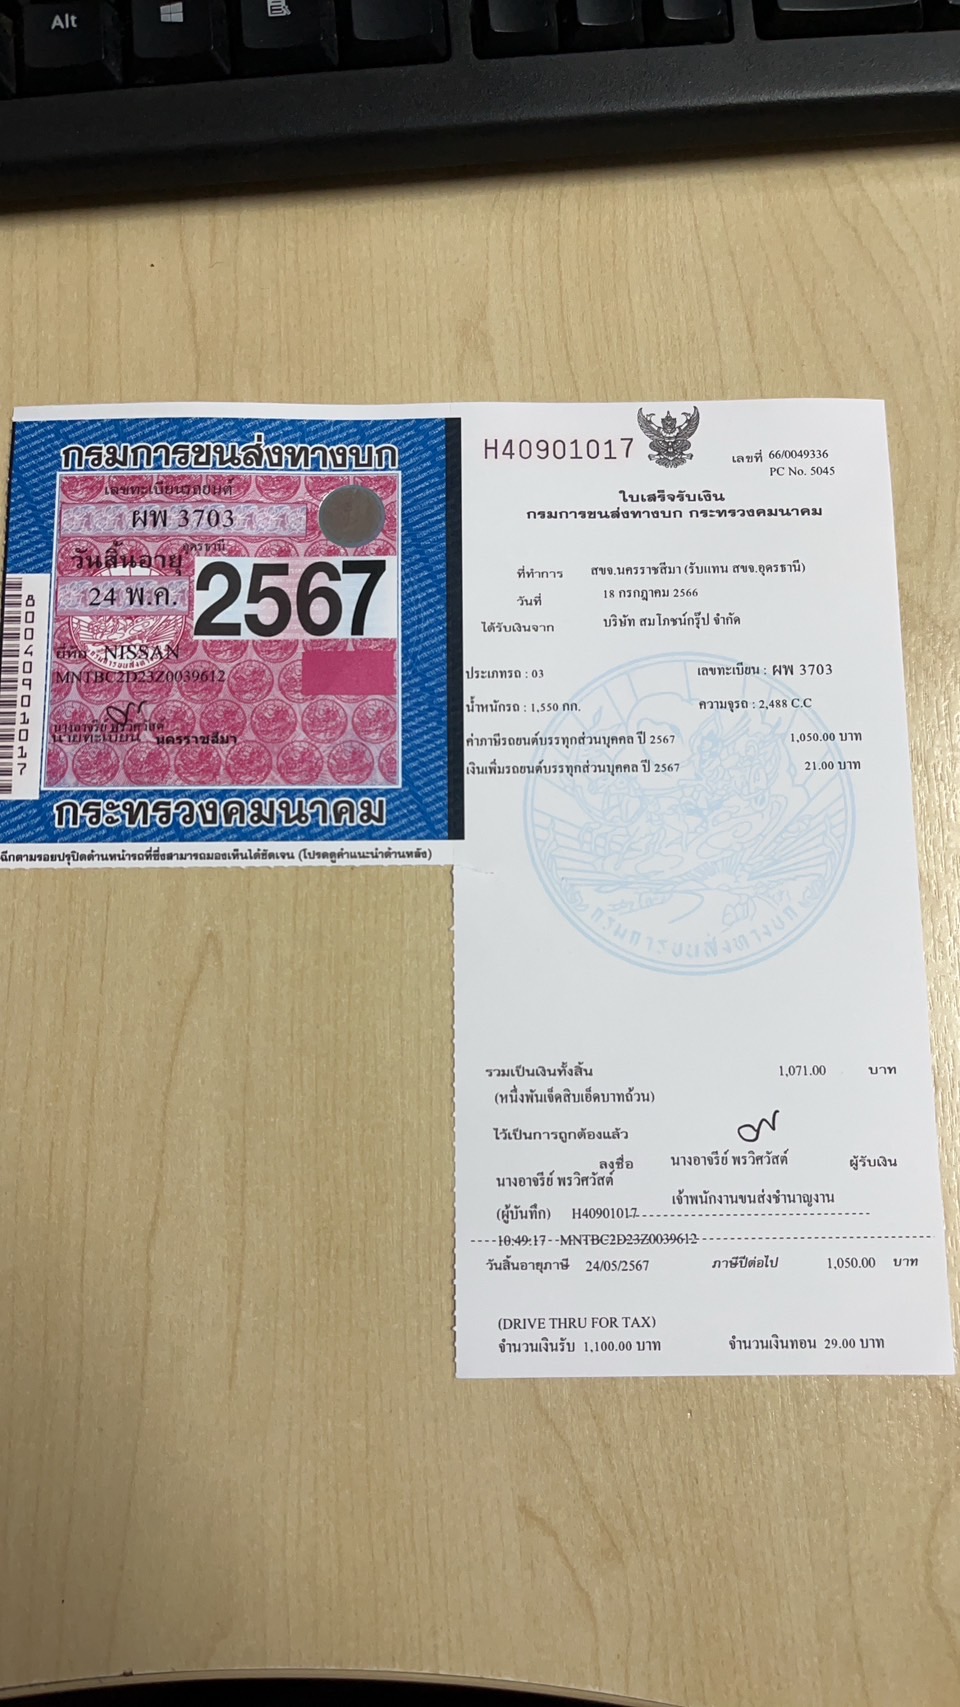 Alt
กรมการขนส่งทางบก
เลขทะเบียนรถยนต์
ผพ 3703
อุดรธานี
วันสิ้นอายุ
24 พ.ค.
2567
ยี่ห้อ NISSAN
MNTBC2D23Z0039612
นายทะเบียน นครราชสีมา
80040901017
กระทรวงคมนาคม
ฉีกตามรอยปรุปิดด้านหน้ารถที่ซึ่งสามารถมองเห็นได้ชัดเจน (โปรดดูคำแนะนำด้านหลัง)
H40901017
เลขที่ 66/0049336
PC No. 5045
ใบเสร็จรับเงิน
กรมการขนส่งทางบก กระทรวงคมนาคม
ที่ทำการ สขจ.นครราชสีมา (รับแทน สขจ.อุดรธานี)
วันที่ 18 กรกฎาคม 2566
ได้รับเงินจาก บริษัท สมโภชน์กรุ๊ป จำกัด
ประเภทรถ : 03 เลขทะเบียน : ผพ 3703
น้ำหนักรถ : 1,550 กก. ความจุรถ : 2,488 C.C
ค่าภาษีรถยนต์บรรทุกส่วนบุคคล ปี 2567 1,050.00 บาท
เงินเพิ่มรถยนต์บรรทุกส่วนบุคคล ปี 2567 21.00 บาท
กรมการขนส่งทางบก
รวมเป็นเงินทั้งสิ้น 1,071.00 บาท
(หนึ่งพันเจ็ดสิบเอ็ดบาทถ้วน)
ไว้เป็นการถูกต้องแล้ว
ลงชื่อ นางอาจรีย์ พรวิศวัสต์ ผู้รับเงิน
นางอาจรีย์ พรวิศวัสต์
เจ้าพนักงานขนส่งชำนาญงาน
(ผู้บันทึก) H40901017
10:49:17 MNTBC2D23Z0039612
วันสิ้นอายุภาษี 24/05/2567 ภาษีปีต่อไป 1,050.00 บาท
(DRIVE THRU FOR TAX)
จำนวนเงินรับ 1,100.00 บาท จำนวนเงินทอน 29.00 บาท